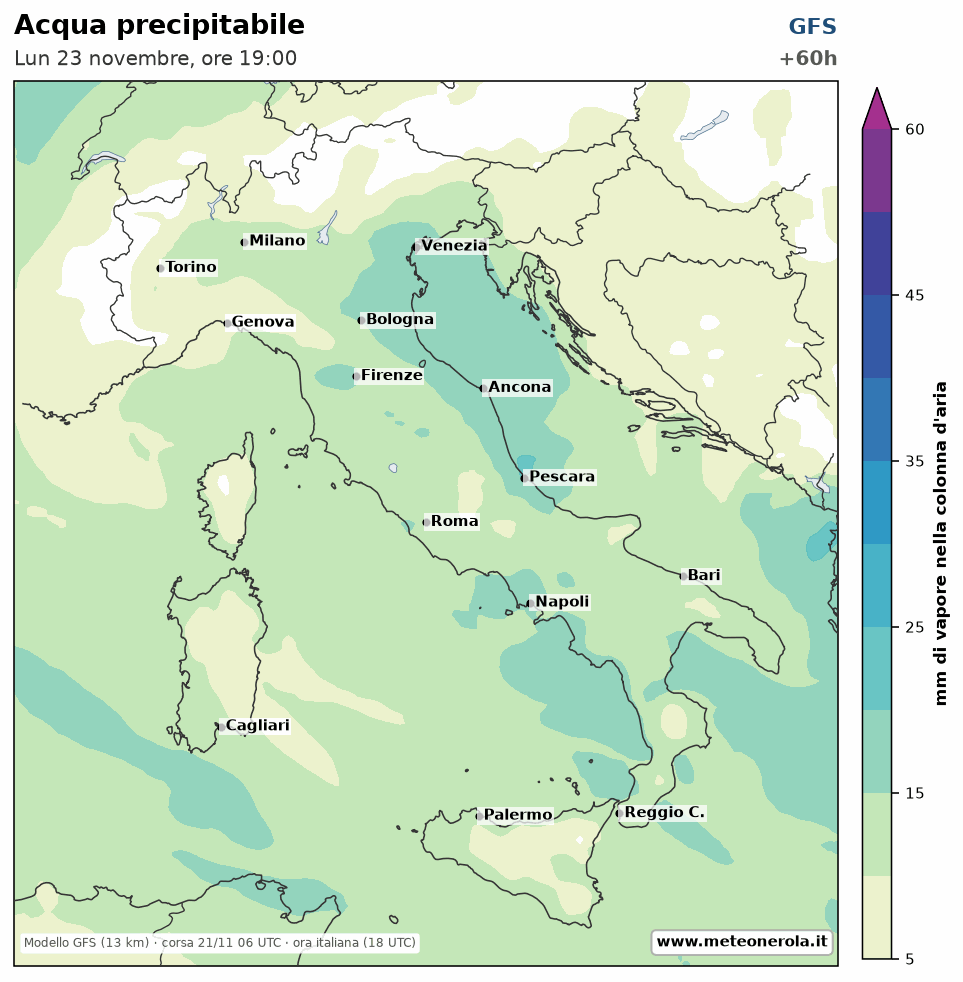 Acqua precipitabile
GFS
Lun 23 novembre, ore 19:00
+60h
Milano
Venezia
Torino
Genova
Bologna
Firenze
Ancona
Pescara
Roma
Bari
Napoli
Cagliari
Palermo
Reggio C.
60
45
35
25
15
5
mm di vapore nella colonna d'aria
Modello GFS (13 km) · corsa 21/11 06 UTC · ora italiana (18 UTC)
www.meteonerola.it